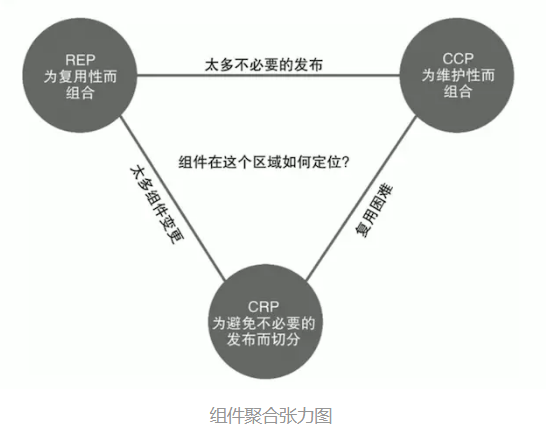 REP
为复用性而
组合
太多不必要的发布
CCP
为维护性而
组合
组件在这个区域如何定位?
太多组件变更
复用困难
CRP
为避免不必要的
发布而切分
组件聚合张力图